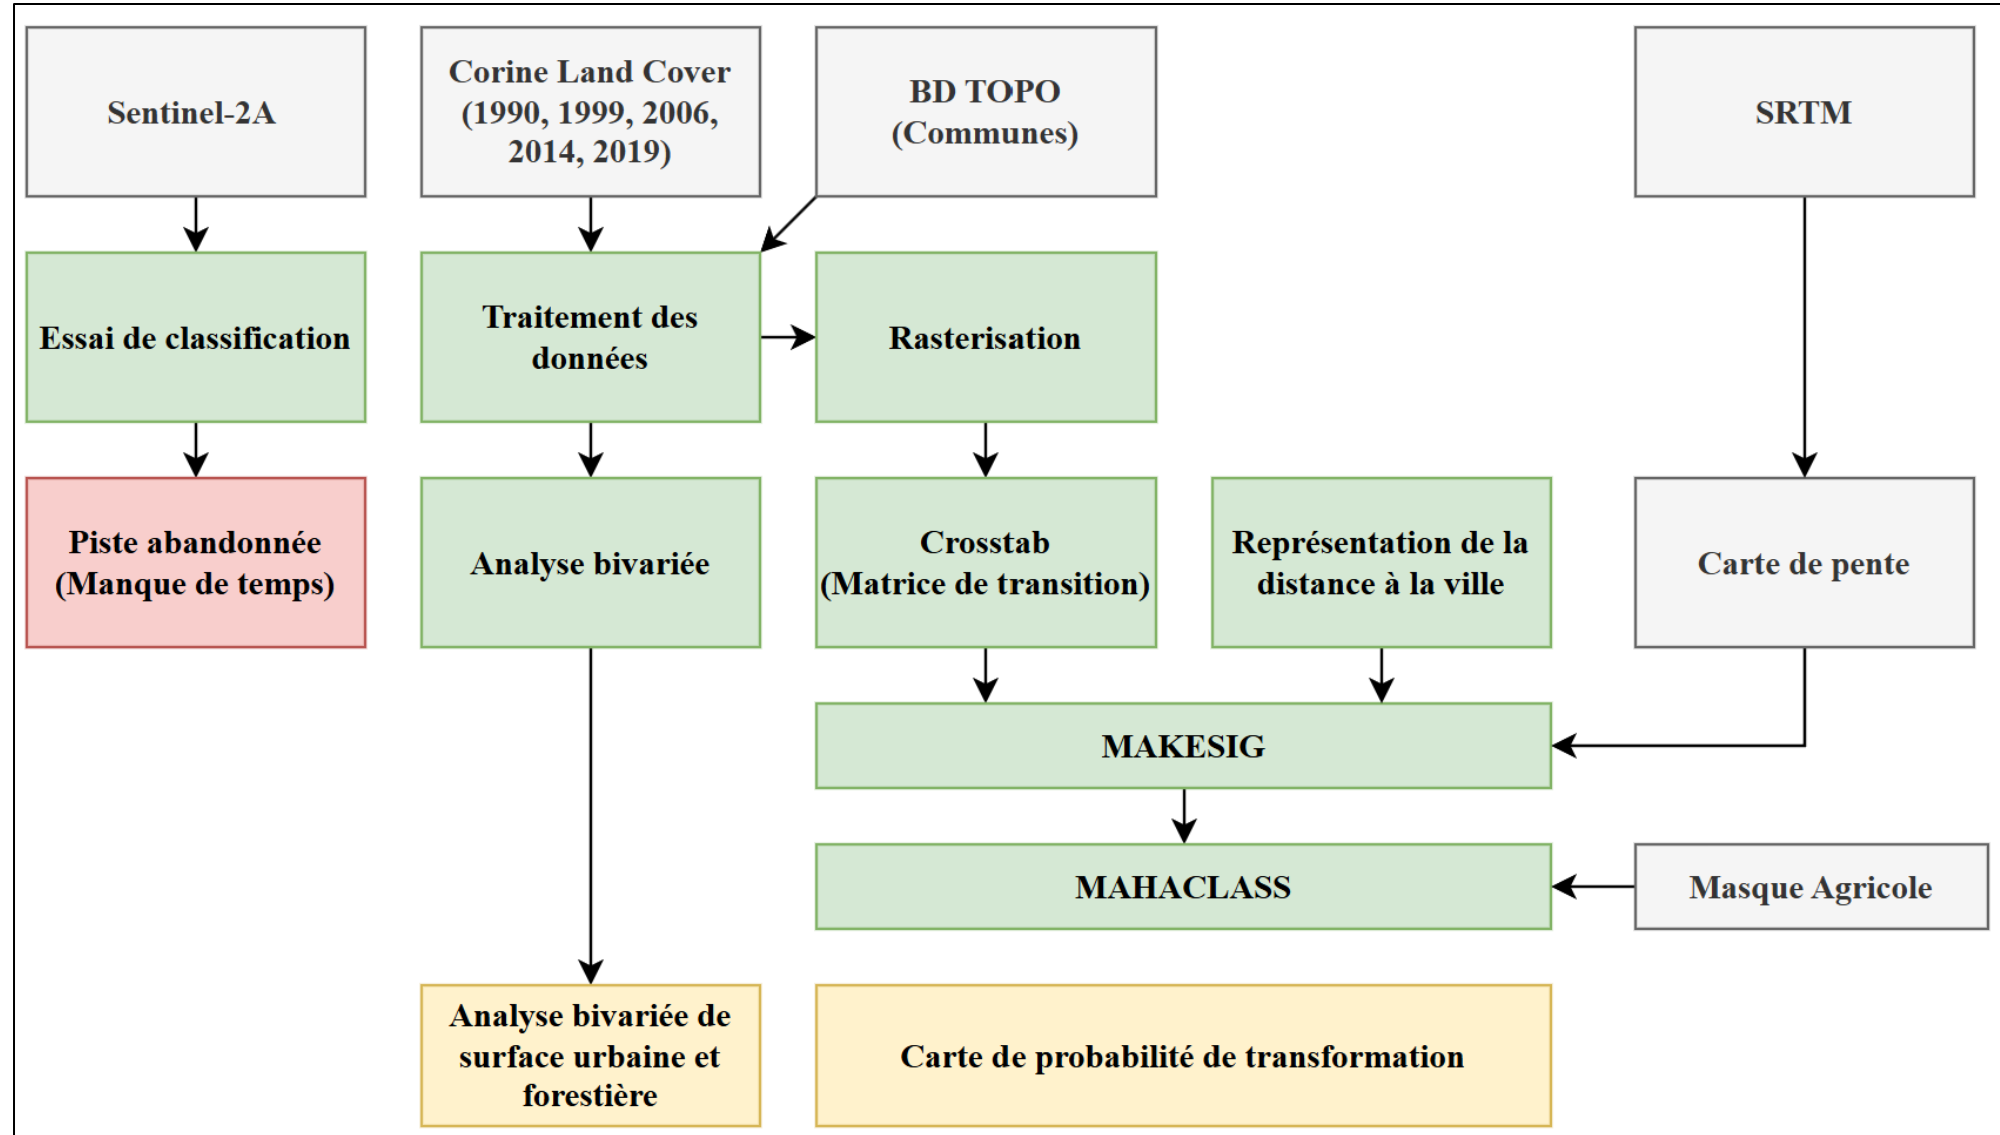 Sentinel-2A
Corine Land Cover
(1990, 1999, 2006,
2014, 2019)
BD TOPO
(Communes)
SRTM
Essai de classification
Traitement des
données
Rasterisation
Piste abandonnée
(Manque de temps)
Analyse bivariée
Crosstab
(Matrice de transition)
Représentation de la
distance à la ville
Carte de pente
MAKESIG
MAHACLASS
Masque Agricole
Analyse bivariée de
surface urbaine et
forestière
Carte de probabilité de transformation